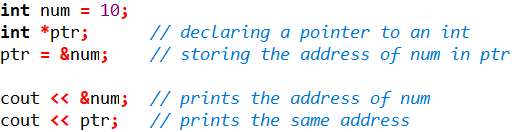 int num = 10;
int *ptr; // declaring a pointer to an int
ptr = &num; // storing the address of num in ptr
cout << &num; // prints the address of num
cout << ptr; // prints the same address